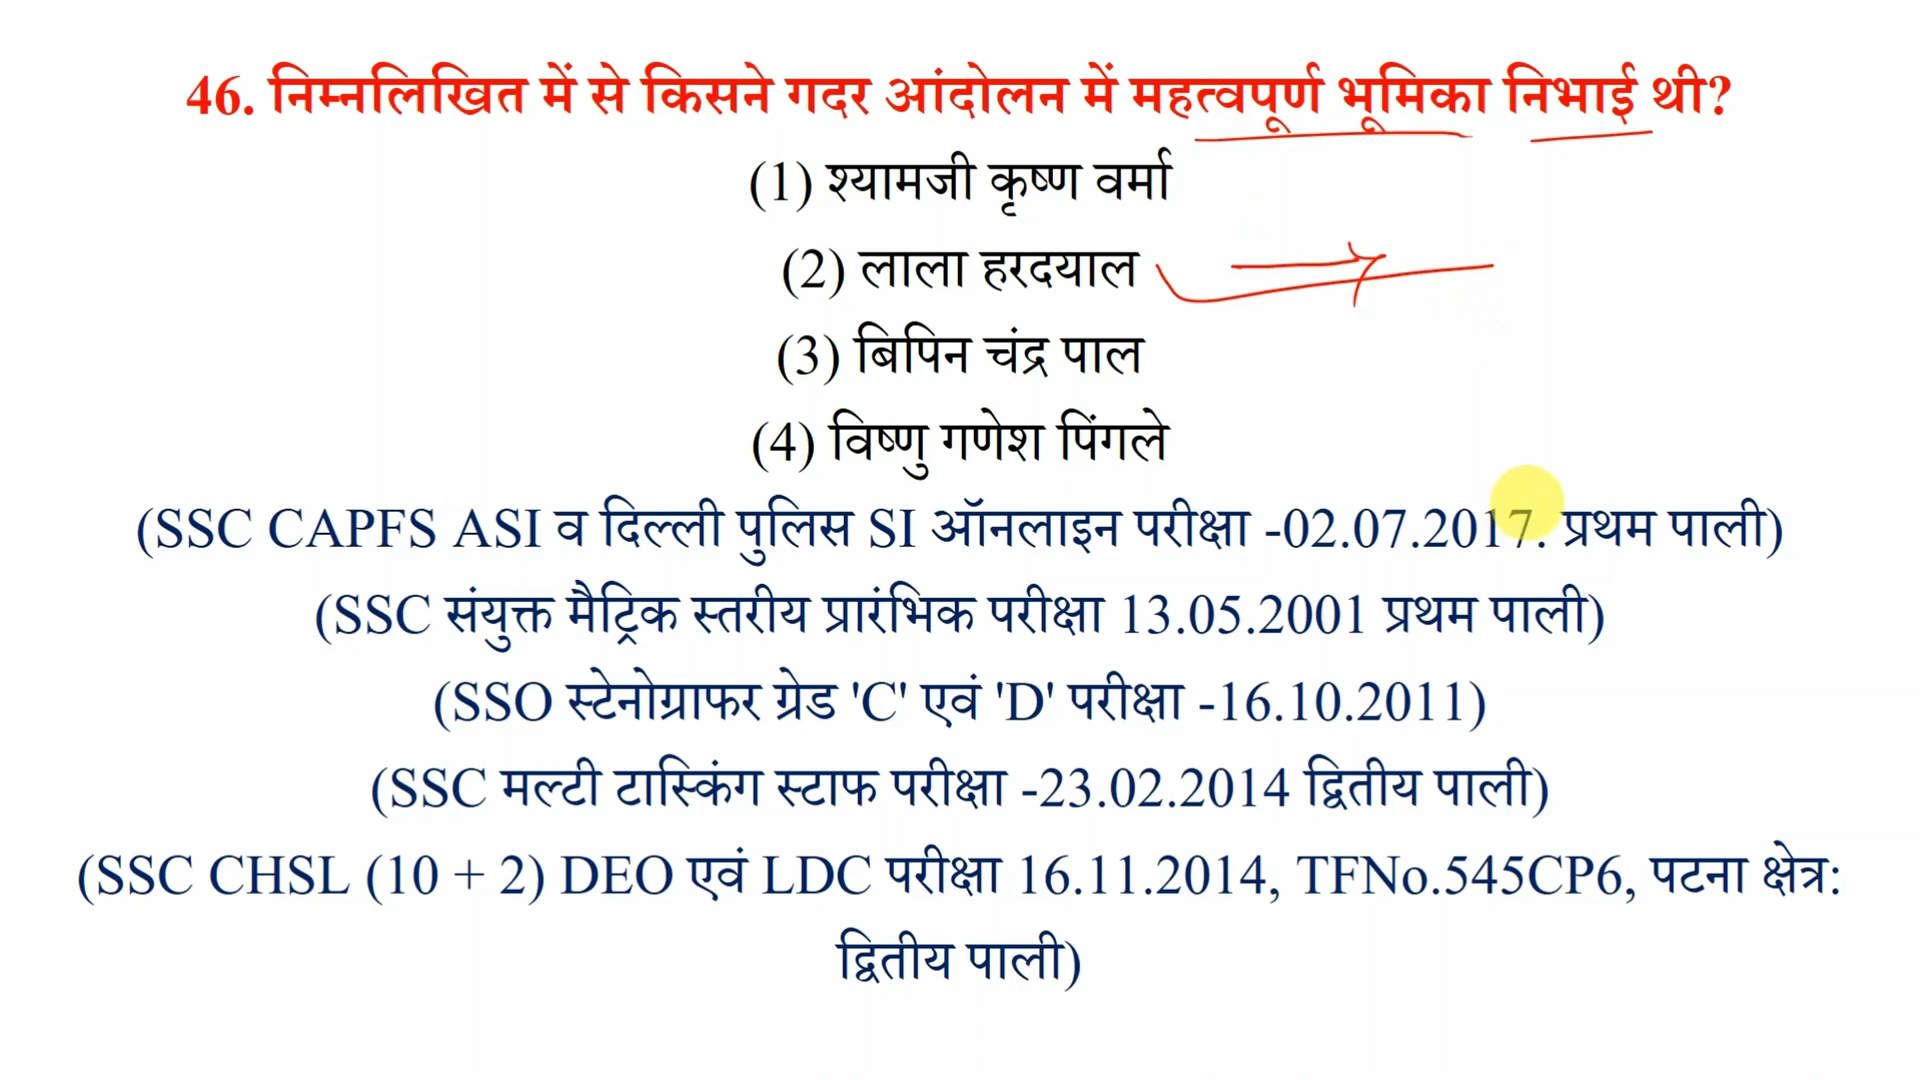 46. निम्नलिखित में से किसने गदर आंदोलन में महत्वपूर्ण भूमिका निभाई थी?
(1) श्यामजी कृष्ण वर्मा
(2) लाला हरदयाल
(3) बिपिन चंद्र पाल
(4) विष्णु गणेश पिंगले
(SSC CAPFS ASI व दिल्ली पुलिस SI ऑनलाइन परीक्षा -02.07.2017. प्रथम पाली)
(SSC संयुक्त मैट्रिक स्तरीय प्रारंभिक परीक्षा 13.05.2001 प्रथम पाली)
(SSO स्टेनोग्राफर ग्रेड 'C' एवं 'D' परीक्षा -16.10.2011)
(SSC मल्टी टास्किंग स्टाफ परीक्षा -23.02.2014 द्वितीय पाली)
(SSC CHSL (10 + 2) DEO एवं LDC परीक्षा 16.11.2014, TFNo.545CP6, पटना क्षेत्र:
द्वितीय पाली)